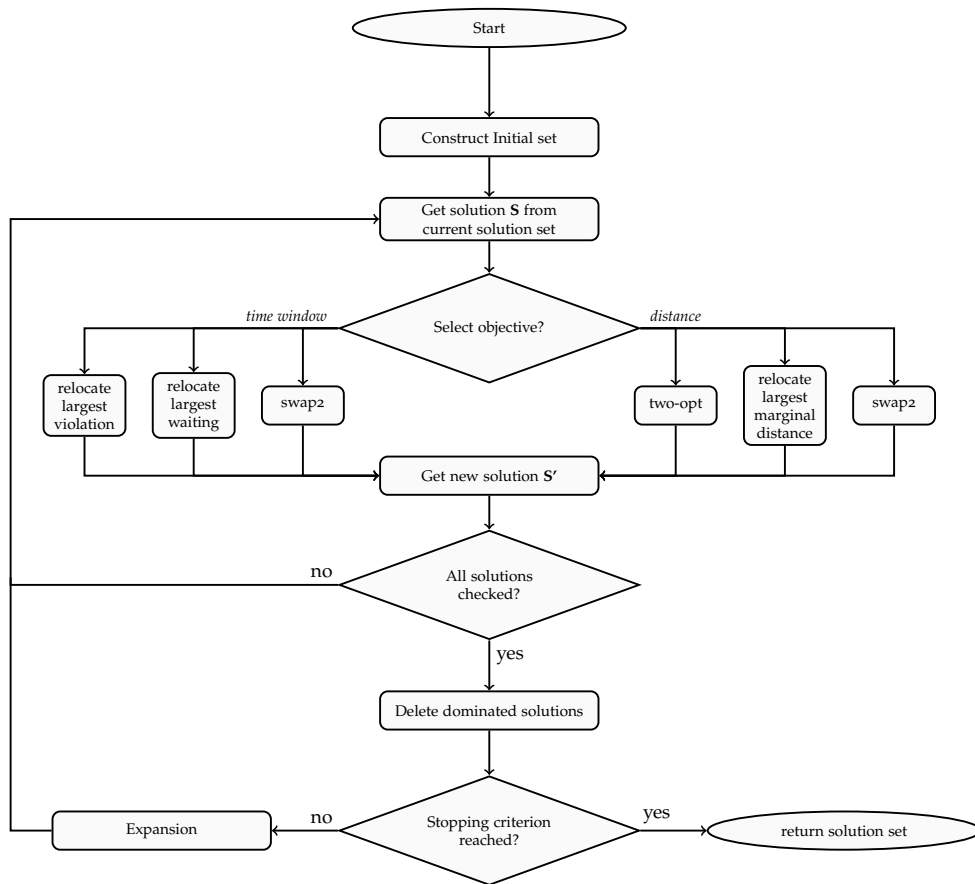 Start
Construct Initial set
Get solution S from
current solution set
Select objective?
time window
distance
relocate
largest
violation
relocate
largest
waiting
swap2
two-opt
relocate
largest
marginal
distance
swap2
Get new solution S'
All solutions
checked?
no
yes
Delete dominated solutions
Stopping criterion
reached?
no
yes
Expansion
return solution set